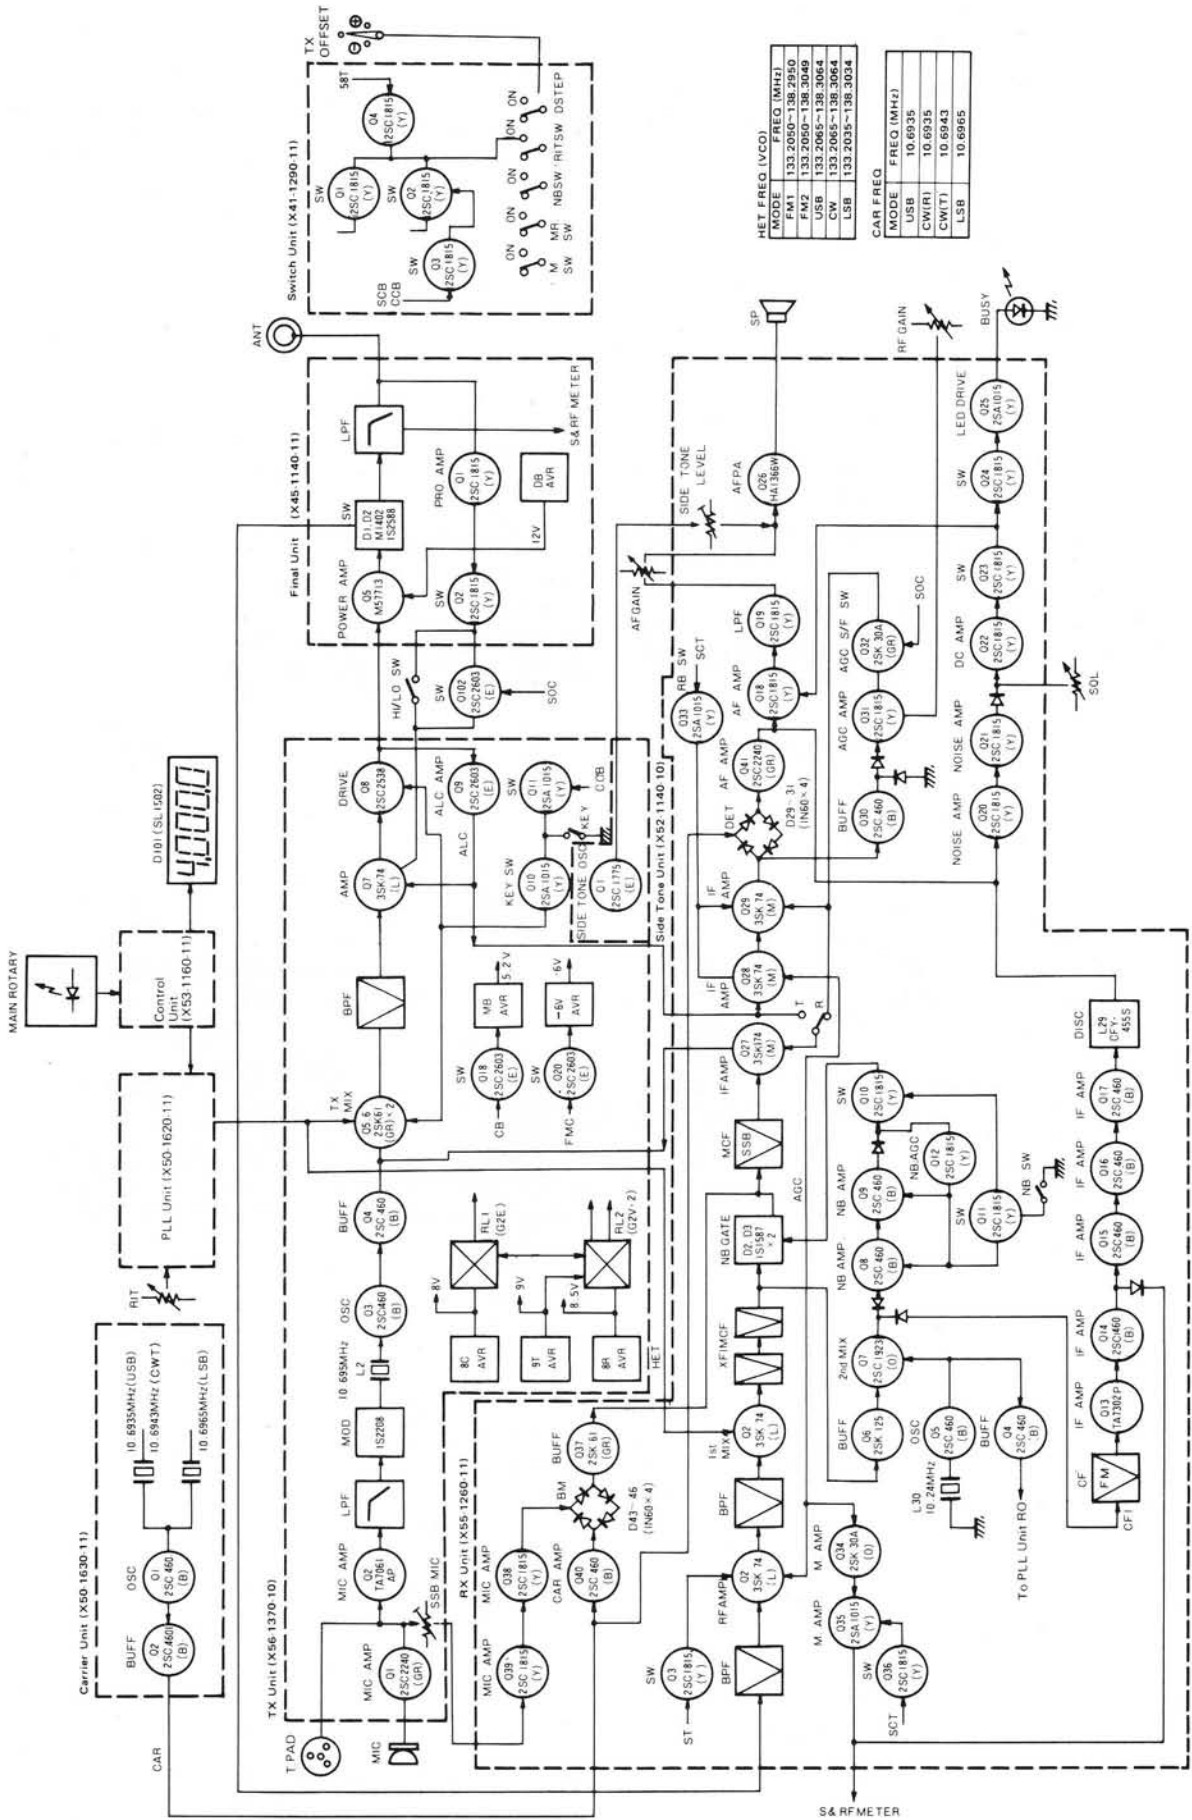 MAIN ROTARY
Control
Unit
(X53-1160-11)
D101 (SL1502)
4,000.0
PLL Unit (X50-1620-11)
RIT
Carrier Unit (X50-1630-11)
10.6935MHz(USB)
10.6943MHz (CWT)
10.6965MHz(LSB)
OSC
Q1
2SC460
(B)
BUFF
Q2
2SC460
(B)
CAR
TX Unit (X56-1370-10)
T.PAD
MIC
MIC AMP
Q1
2SC2240
(GR)
SSB MIC
MIC AMP
Q2
TA7061
AP
LPF
MOD
1S2208
10.695MHz
L2
OSC
Q3
2SC460
(B)
BUFF
Q4
2SC460
(B)
TX
MIX
Q5,6
2SK61
(GR)×2
BPF
AMP
Q7
3SK74
(L)
DRIVE
Q8
2SC2538
ALC AMP
Q9
2SC2603
(E)
ALC
KEY SW
Q10
2SA1015
(Y)
SW
Q11
2SA1015
(Y)
CCB
KEY
SIDE TONE OSC
Q1
2SC1775
(E)
Side Tone Unit (X52-1140-10)
CB
SW
Q18
2SC2603
(E)
MB
AVR
5.2V
FMC
SW
Q20
2SC2603
(E)
-6V
AVR
-6V
8C
AVR
8V
9T
AVR
9V
8R
AVR
8.5V
RL1
(G2E)
RL2
(G2V-2)
HET
Final Unit (X45-1140-11)
POWER AMP
Q5
M57713
SW
D1, D2
MI402
1S2588
LPF
ANT
S&RF METER
PRO AMP
Q1
2SC1815
(Y)
SW
Q2
2SC1815
(Y)
DB
AVR
12V
HI/LO SW
SW
Q102
2SC2603
(E)
SOC
Switch Unit (X41-1290-11)
TX
OFFSET
58T
Q4
2SC1815
(Y)
SW
Q1
2SC1815
(Y)
SW
Q2
2SC1815
(Y)
SW
Q3
2SC1815
(Y)
SCB
CCB
ON
ON
ON
ON
M
SW
MR
SW
NBSW
RITSW
DSTEP
HET FREQ (VCO)
MODE FREQ (MHz)
FM1 133.2050~138.2950
FM2 133.2050~138.3049
USB 133.2065~138.3064
CW 133.2065~138.3064
LSB 133.2035~138.3034
CAR FREQ
MODE FREQ (MHz)
USB 10.6935
CW(R) 10.6935
CW(T) 10.6943
LSB 10.6965
RX Unit (X55-1260-11)
MIC AMP
Q39
2SC1815
(Y)
MIC AMP
Q38
2SC1815
(Y)
CAR AMP
Q40
2SC460
(B)
BM
D43~46
(IN60×4)
BUFF
Q37
2SK61
(GR)
ST
SW
Q3
2SC1815
(Y)
BPF
RF AMP
Q2
3SK74
(L)
BPF
1st
MIX
Q2
3SK74
(L)
XF1MCF
NB GATE
D2, D3
1S1587
×2
MCF
SSB
IF AMP
Q27
3SK74
(M)
IF
AMP
Q28
3SK74
(M)
IF
AMP
Q29
3SK74
(M)
T
R
DET
D29~31
(IN60×4)
AF AMP
Q41
2SC2240
(GR)
AF AMP
Q18
2SC1815
(Y)
LPF
Q19
2SC1815
(Y)
AF GAIN
SIDE TONE
LEVEL
AFPA
Q26
HA1366W
SP
RB SW
SCT
Q33
2SA1015
(Y)
BUFF
Q30
2SC460
(B)
AGC AMP
Q31
2SC1815
(Y)
AGC S/F SW
Q32
2SK30A
(GR)
SOC
RF GAIN
AGC
M AMP
Q34
2SK30A
(O)
M AMP
Q35
2SA1015
(Y)
SW
Q36
2SC1815
(Y)
SCT
S&RF METER
BUFF
Q6
2SK125
2nd MIX
Q7
2SC1923
(O)
OSC
Q5
2SC460
(B)
L30
10.24MHz
BUFF
Q4
2SC460
(B)
To PLL Unit RO
NB AMP
Q8
2SC460
(B)
NB AMP
Q9
2SC460
(B)
SW
Q10
2SC1815
(Y)
NB AGC
Q12
2SC1815
(Y)
SW
Q11
2SC1815
(Y)
NB SW
CF
FM
CF1
IF AMP
Q13
TA7302P
IF AMP
Q14
2SC460
(B)
IF AMP
Q15
2SC460
(B)
IF AMP
Q16
2SC460
(B)
IF AMP
Q17
2SC460
(B)
DISC
L29
CFY-
455S
NOISE AMP
Q20
2SC1815
(Y)
NOISE AMP
Q21
2SC1815
(Y)
SQL
DC AMP
Q22
2SC1815
(Y)
SW
Q23
2SC1815
(Y)
SW
Q24
2SC1815
(Y)
LED DRIVE
Q25
2SA1015
(Y)
BUSY